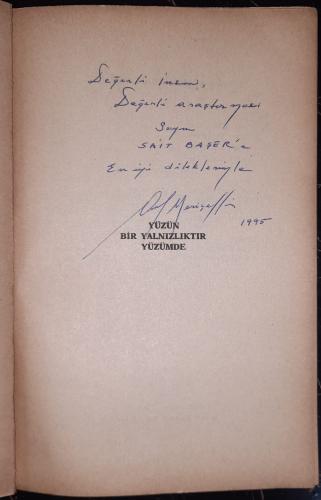 Değerli insan,
Değerli araştırmacı
Sayın
SAİT BAŞER'e
En iyi dileklerimle
1995
YÜZÜN
BİR YALNIZLIKTIR
YÜZÜMDE